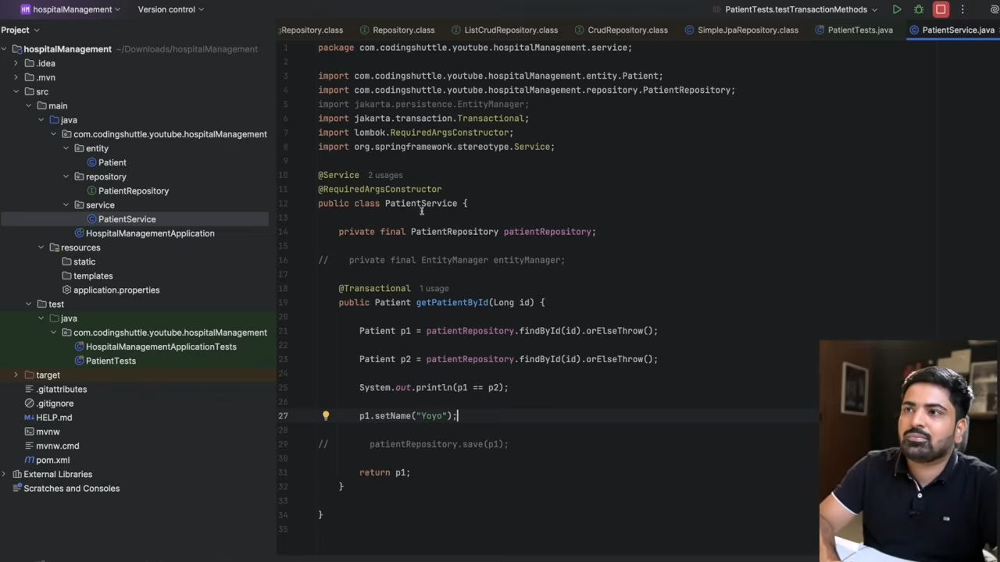 hospitalManagement
Version control
PatientTests.testTransactionMethods
Project
gRepository.class
Repository.class
ListCrudRepository.class
CrudRepository.class
SimpleJpaRepository.class
PatientTests.java
PatientService.java
hospitalManagement ~/Downloads/hospitalManagement
.idea
.mvn
src
main
java
com.codingshuttle.youtube.hospitalManagement
entity
Patient
repository
PatientRepository
service
PatientService
HospitalManagementApplication
resources
static
templates
application.properties
test
java
com.codingshuttle.youtube.hospitalManagement
HospitalManagementApplicationTests
PatientTests
target
.gitattributes
.gitignore
HELP.md
mvnw
mvnw.cmd
pom.xml
External Libraries
Scratches and Consoles
1 package com.codingshuttle.youtube.hospitalManagement.service;
2
3 import com.codingshuttle.youtube.hospitalManagement.entity.Patient;
4 import com.codingshuttle.youtube.hospitalManagement.repository.PatientRepository;
5 import jakarta.persistence.EntityManager;
6 import jakarta.transaction.Transactional;
7 import lombok.RequiredArgsConstructor;
8 import org.springframework.stereotype.Service;
9
10 @Service 2 usages
11 @RequiredArgsConstructor
12 public class PatientService {
13
14 private final PatientRepository patientRepository;
15
16 // private final EntityManager entityManager;
17
18 @Transactional 1 usage
19 public Patient getPatientById(Long id) {
20
21 Patient p1 = patientRepository.findById(id).orElseThrow();
22
23 Patient p2 = patientRepository.findById(id).orElseThrow();
24
25 System.out.println(p1 == p2);
26
27 p1.setName("Yoyo");
28
29 // patientRepository.save(p1);
30
31 return p1;
32 }
33
34 }
35